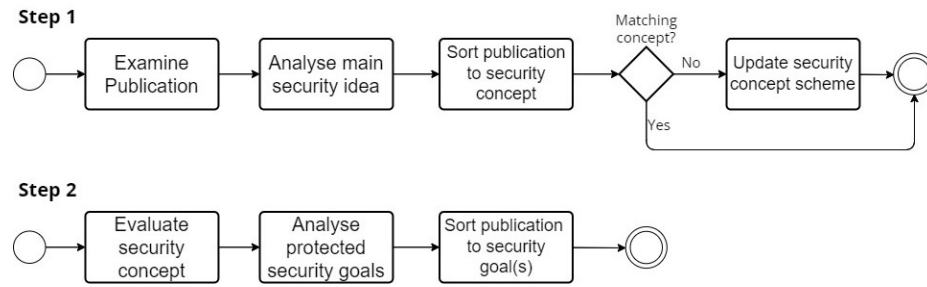 Step 1
Examine
Publication
Analyse main
security idea
Sort publication
to security
concept
Matching
concept?
No
Yes
Update security
concept scheme
Step 2
Evaluate
security
concept
Analyse
protected
security goals
Sort publication
to security
goal(s)